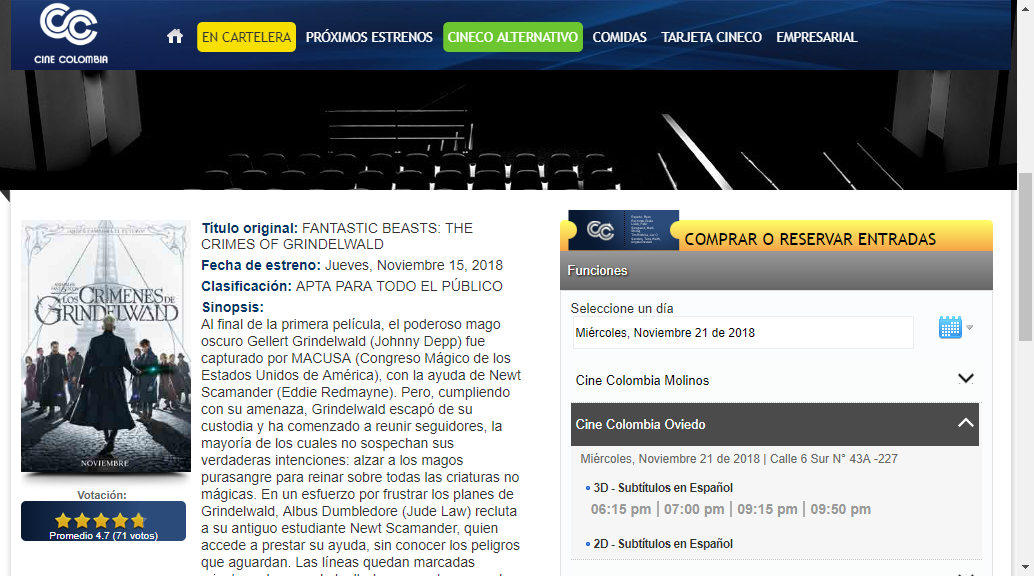 CINE COLOMBIA
EN CARTELERA
PRÓXIMOS ESTRENOS
CINECO ALTERNATIVO
COMIDAS
TARJETA CINECO
EMPRESARIAL
LOS CRÍMENES DE
GRINDELWALD
NOVIEMBRE
Votación:
Promedio 4.7 (71 votos)
Título original: FANTASTIC BEASTS: THE
CRIMES OF GRINDELWALD
Fecha de estreno: Jueves, Noviembre 15, 2018
Clasificación: APTA PARA TODO EL PÚBLICO
Sinopsis:
Al final de la primera película, el poderoso mago
oscuro Gellert Grindelwald (Johnny Depp) fue
capturado por MACUSA (Congreso Mágico de los
Estados Unidos de América), con la ayuda de Newt
Scamander (Eddie Redmayne). Pero, cumpliendo
con su amenaza, Grindelwald escapó de su
custodia y ha comenzado a reunir seguidores, la
mayoría de los cuales no sospechan sus
verdaderas intenciones: alzar a los magos
purasangre para reinar sobre todas las criaturas no
mágicas. En un esfuerzo por frustrar los planes de
Grindelwald, Albus Dumbledore (Jude Law) recluta
a su antiguo estudiante Newt Scamander, quien
accede a prestar su ayuda, sin conocer los peligros
que aguardan. Las líneas quedan marcadas
COMPRAR O RESERVAR ENTRADAS
Funciones
Seleccione un día
Miércoles, Noviembre 21 de 2018
Cine Colombia Molinos
Cine Colombia Oviedo
Miércoles, Noviembre 21 de 2018 | Calle 6 Sur N° 43A -227
3D - Subtítulos en Español
06:15 pm | 07:00 pm | 09:15 pm | 09:50 pm
2D - Subtítulos en Español